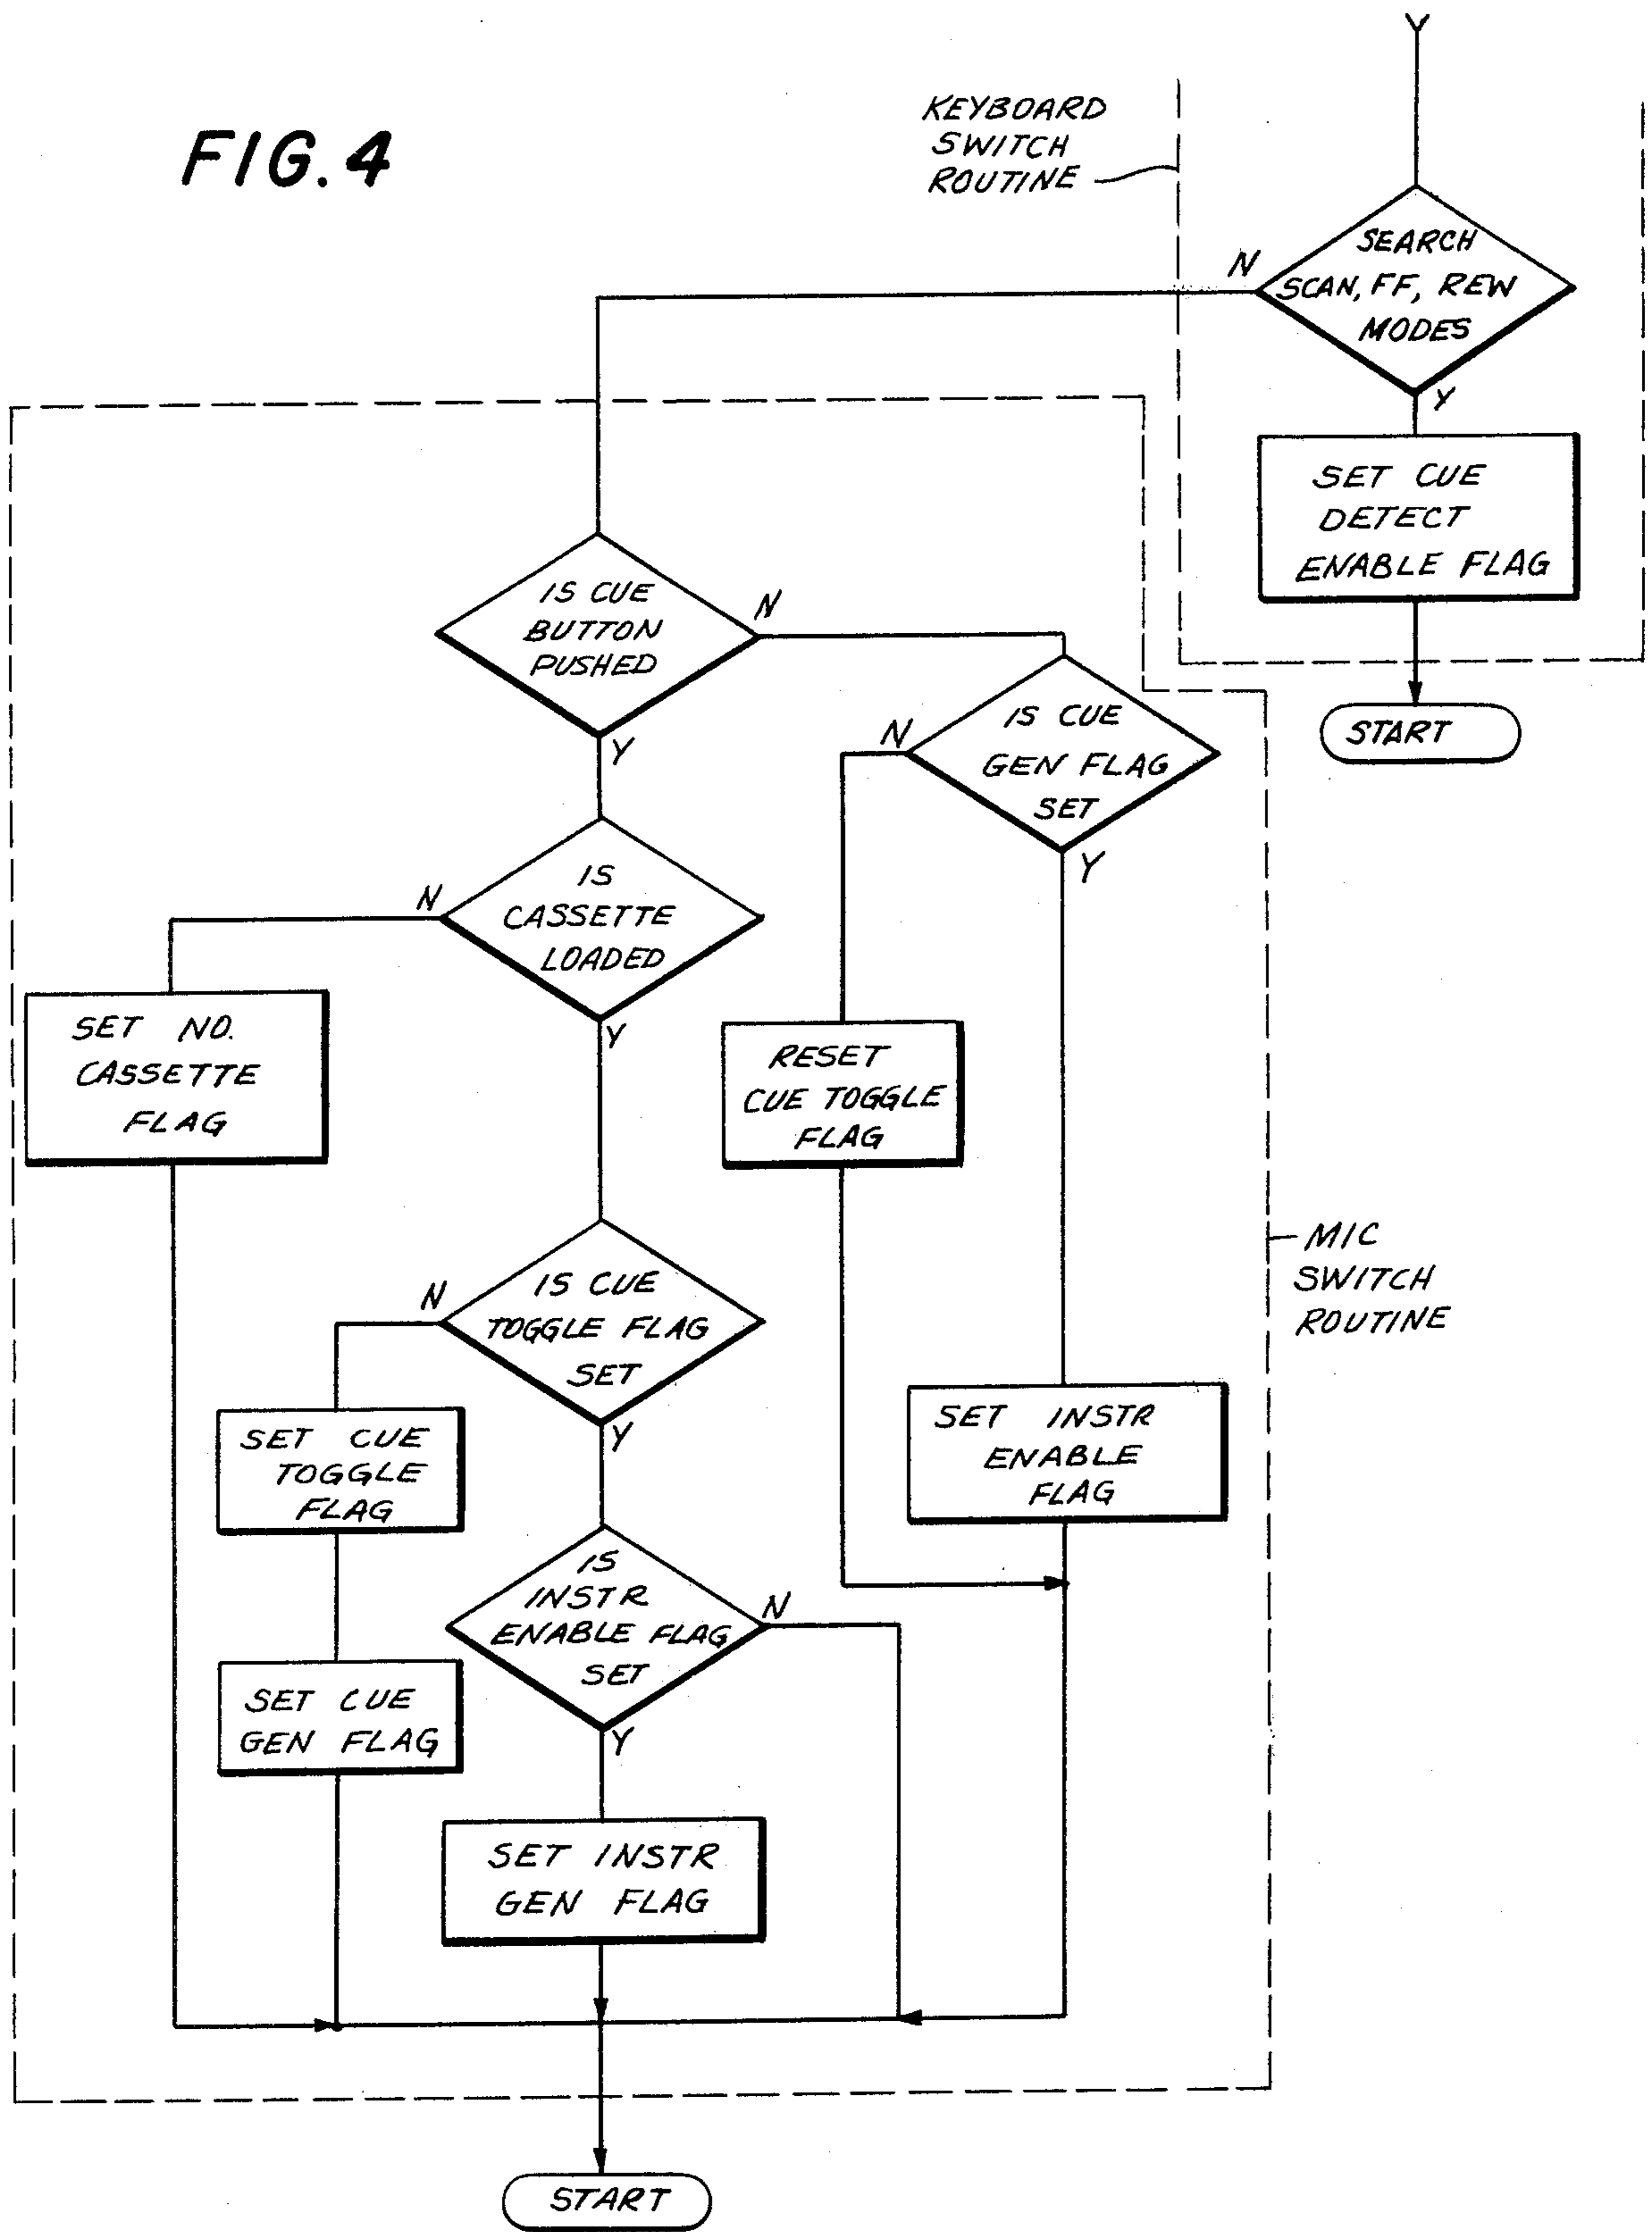 FIG. 4
Y
KEYBOARD
SWITCH
ROUTINE
SEARCH
SCAN, FF, REW
MODES
N
Y
SET CUE
DETECT
ENABLE FLAG
START
IS CUE
BUTTON
PUSHED
N
Y
IS CUE
GEN FLAG
SET
N
Y
IS
CASSETTE
LOADED
N
Y
SET NO.
CASSETTE
FLAG
RESET
CUE TOGGLE
FLAG
MIC
SWITCH
ROUTINE
IS CUE
TOGGLE FLAG
SET
N
Y
SET CUE
TOGGLE
FLAG
SET INSTR
ENABLE
FLAG
IS
INSTR
ENABLE FLAG
SET
N
Y
SET CUE
GEN FLAG
SET INSTR
GEN FLAG
START